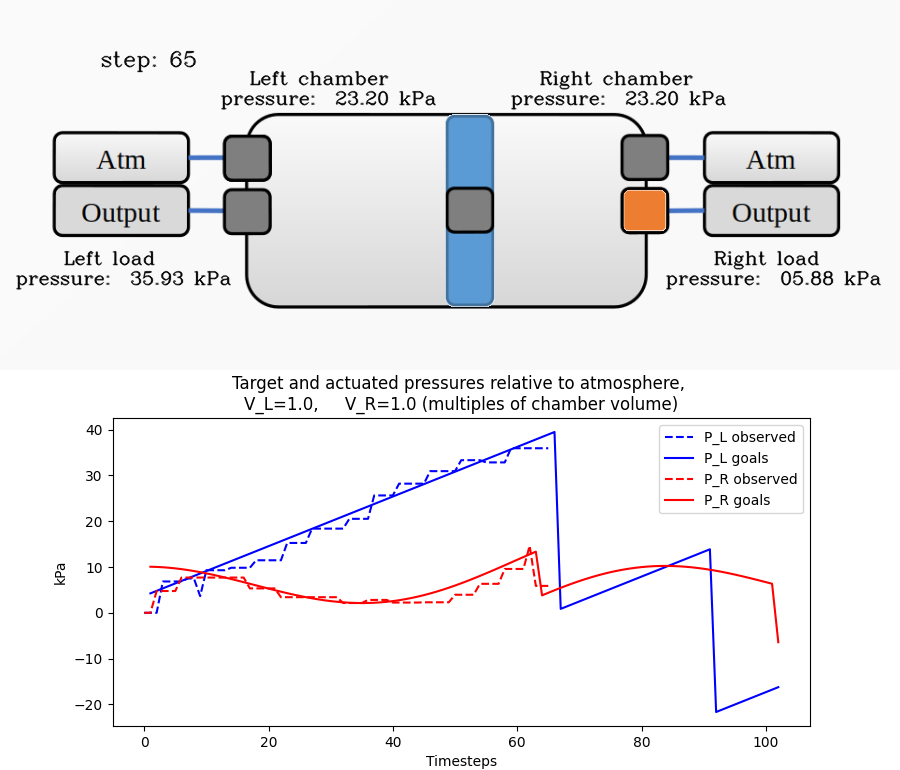 step: 65
Left chamber
pressure: 23.20 kPa
Right chamber
pressure: 23.20 kPa
Atm
Output
Atm
Output
Left load
pressure: 35.93 kPa
Right load
pressure: 05.88 kPa
Target and actuated pressures relative to atmosphere,
V_L=1.0, V_R=1.0 (multiples of chamber volume)
P_L observed
P_L goals
P_R observed
P_R goals
kPa
40
30
20
10
0
−10
−20
0 20 40 60 80 100
Timesteps